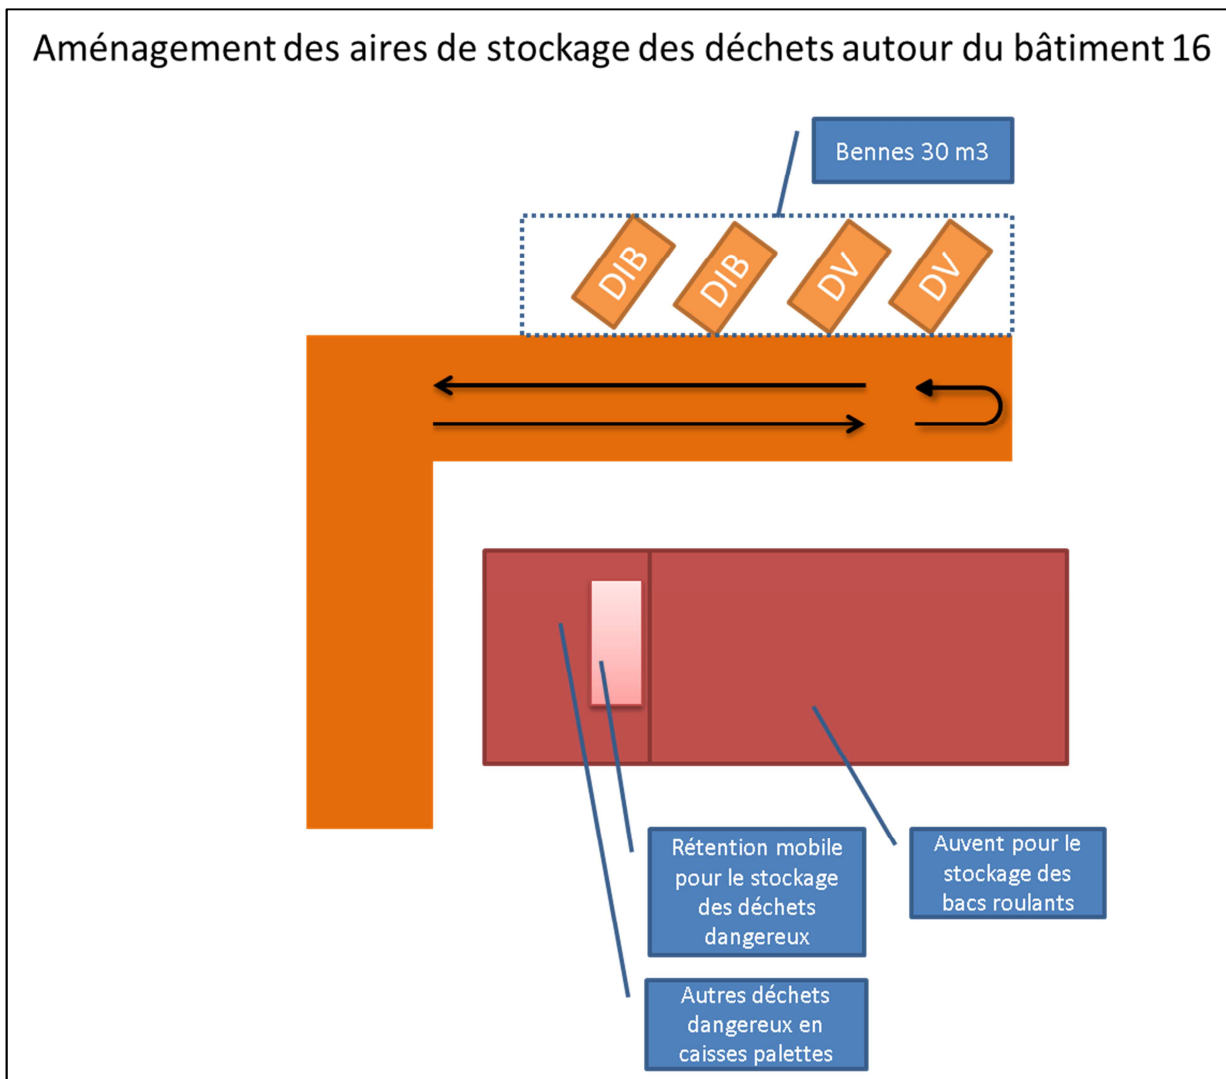 Aménagement des aires de stockage des déchets autour du bâtiment 16
Bennes 30 m3
DIB
DIB
DV
DV
Rétention mobile
pour le stockage
des déchets
dangereux
Auvent pour le
stockage des
bacs roulants
Autres déchets
dangereux en
caisses palettes